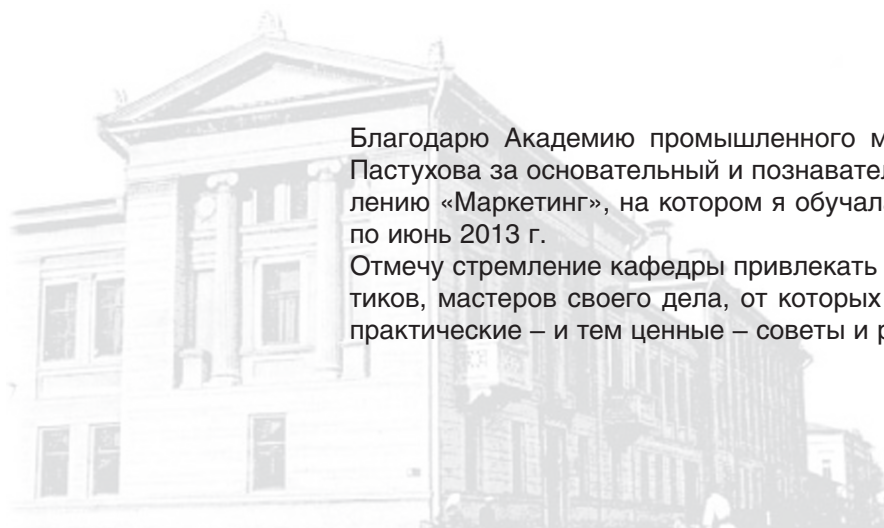 Благодарю Академию промышленного м
Пастухова за основательный и познавател
лению «Маркетинг», на котором я обучал
по июнь 2013 г.
Отмечу стремление кафедры привлекать
тиков, мастеров своего дела, от которых
практические – и тем ценные – советы и р